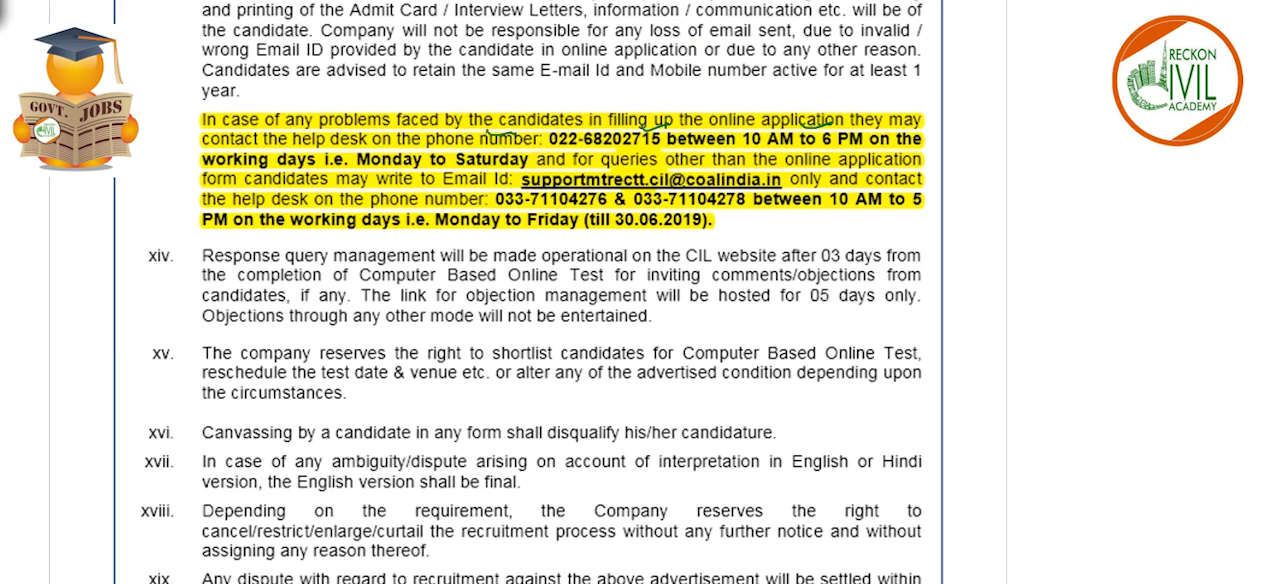 and printing of the Admit Card / Interview Letters, information / communication etc. will be of
the candidate. Company will not be responsible for any loss of email sent, due to invalid /
wrong Email ID provided by the candidate in online application or due to any other reason.
Candidates are advised to retain the same E-mail Id and Mobile number active for at least 1
year.
In case of any problems faced by the candidates in filling up the online application they may
contact the help desk on the phone number: 022-68202715 between 10 AM to 6 PM on the
working days i.e. Monday to Saturday and for queries other than the online application
form candidates may write to Email Id: supportmtrectt.cil@coalindia.in only and contact
the help desk on the phone number: 033-71104276 & 033-71104278 between 10 AM to 5
PM on the working days i.e. Monday to Friday (till 30.06.2019).
xiv. Response query management will be made operational on the CIL website after 03 days from
the completion of Computer Based Online Test for inviting comments/objections from
candidates, if any. The link for objection management will be hosted for 05 days only.
Objections through any other mode will not be entertained.
xv. The company reserves the right to shortlist candidates for Computer Based Online Test,
reschedule the test date & venue etc. or alter any of the advertised condition depending upon
the circumstances.
xvi. Canvassing by a candidate in any form shall disqualify his/her candidature.
xvii. In case of any ambiguity/dispute arising on account of interpretation in English or Hindi
version, the English version shall be final.
xviii. Depending on the requirement, the Company reserves the right to
cancel/restrict/enlarge/curtail the recruitment process without any further notice and without
assigning any reason thereof.
xix. Any dispute with regard to recruitment against the above advertisement will be settled within
GOVT. JOBS
RECKON
CIVIL
ACADEMY